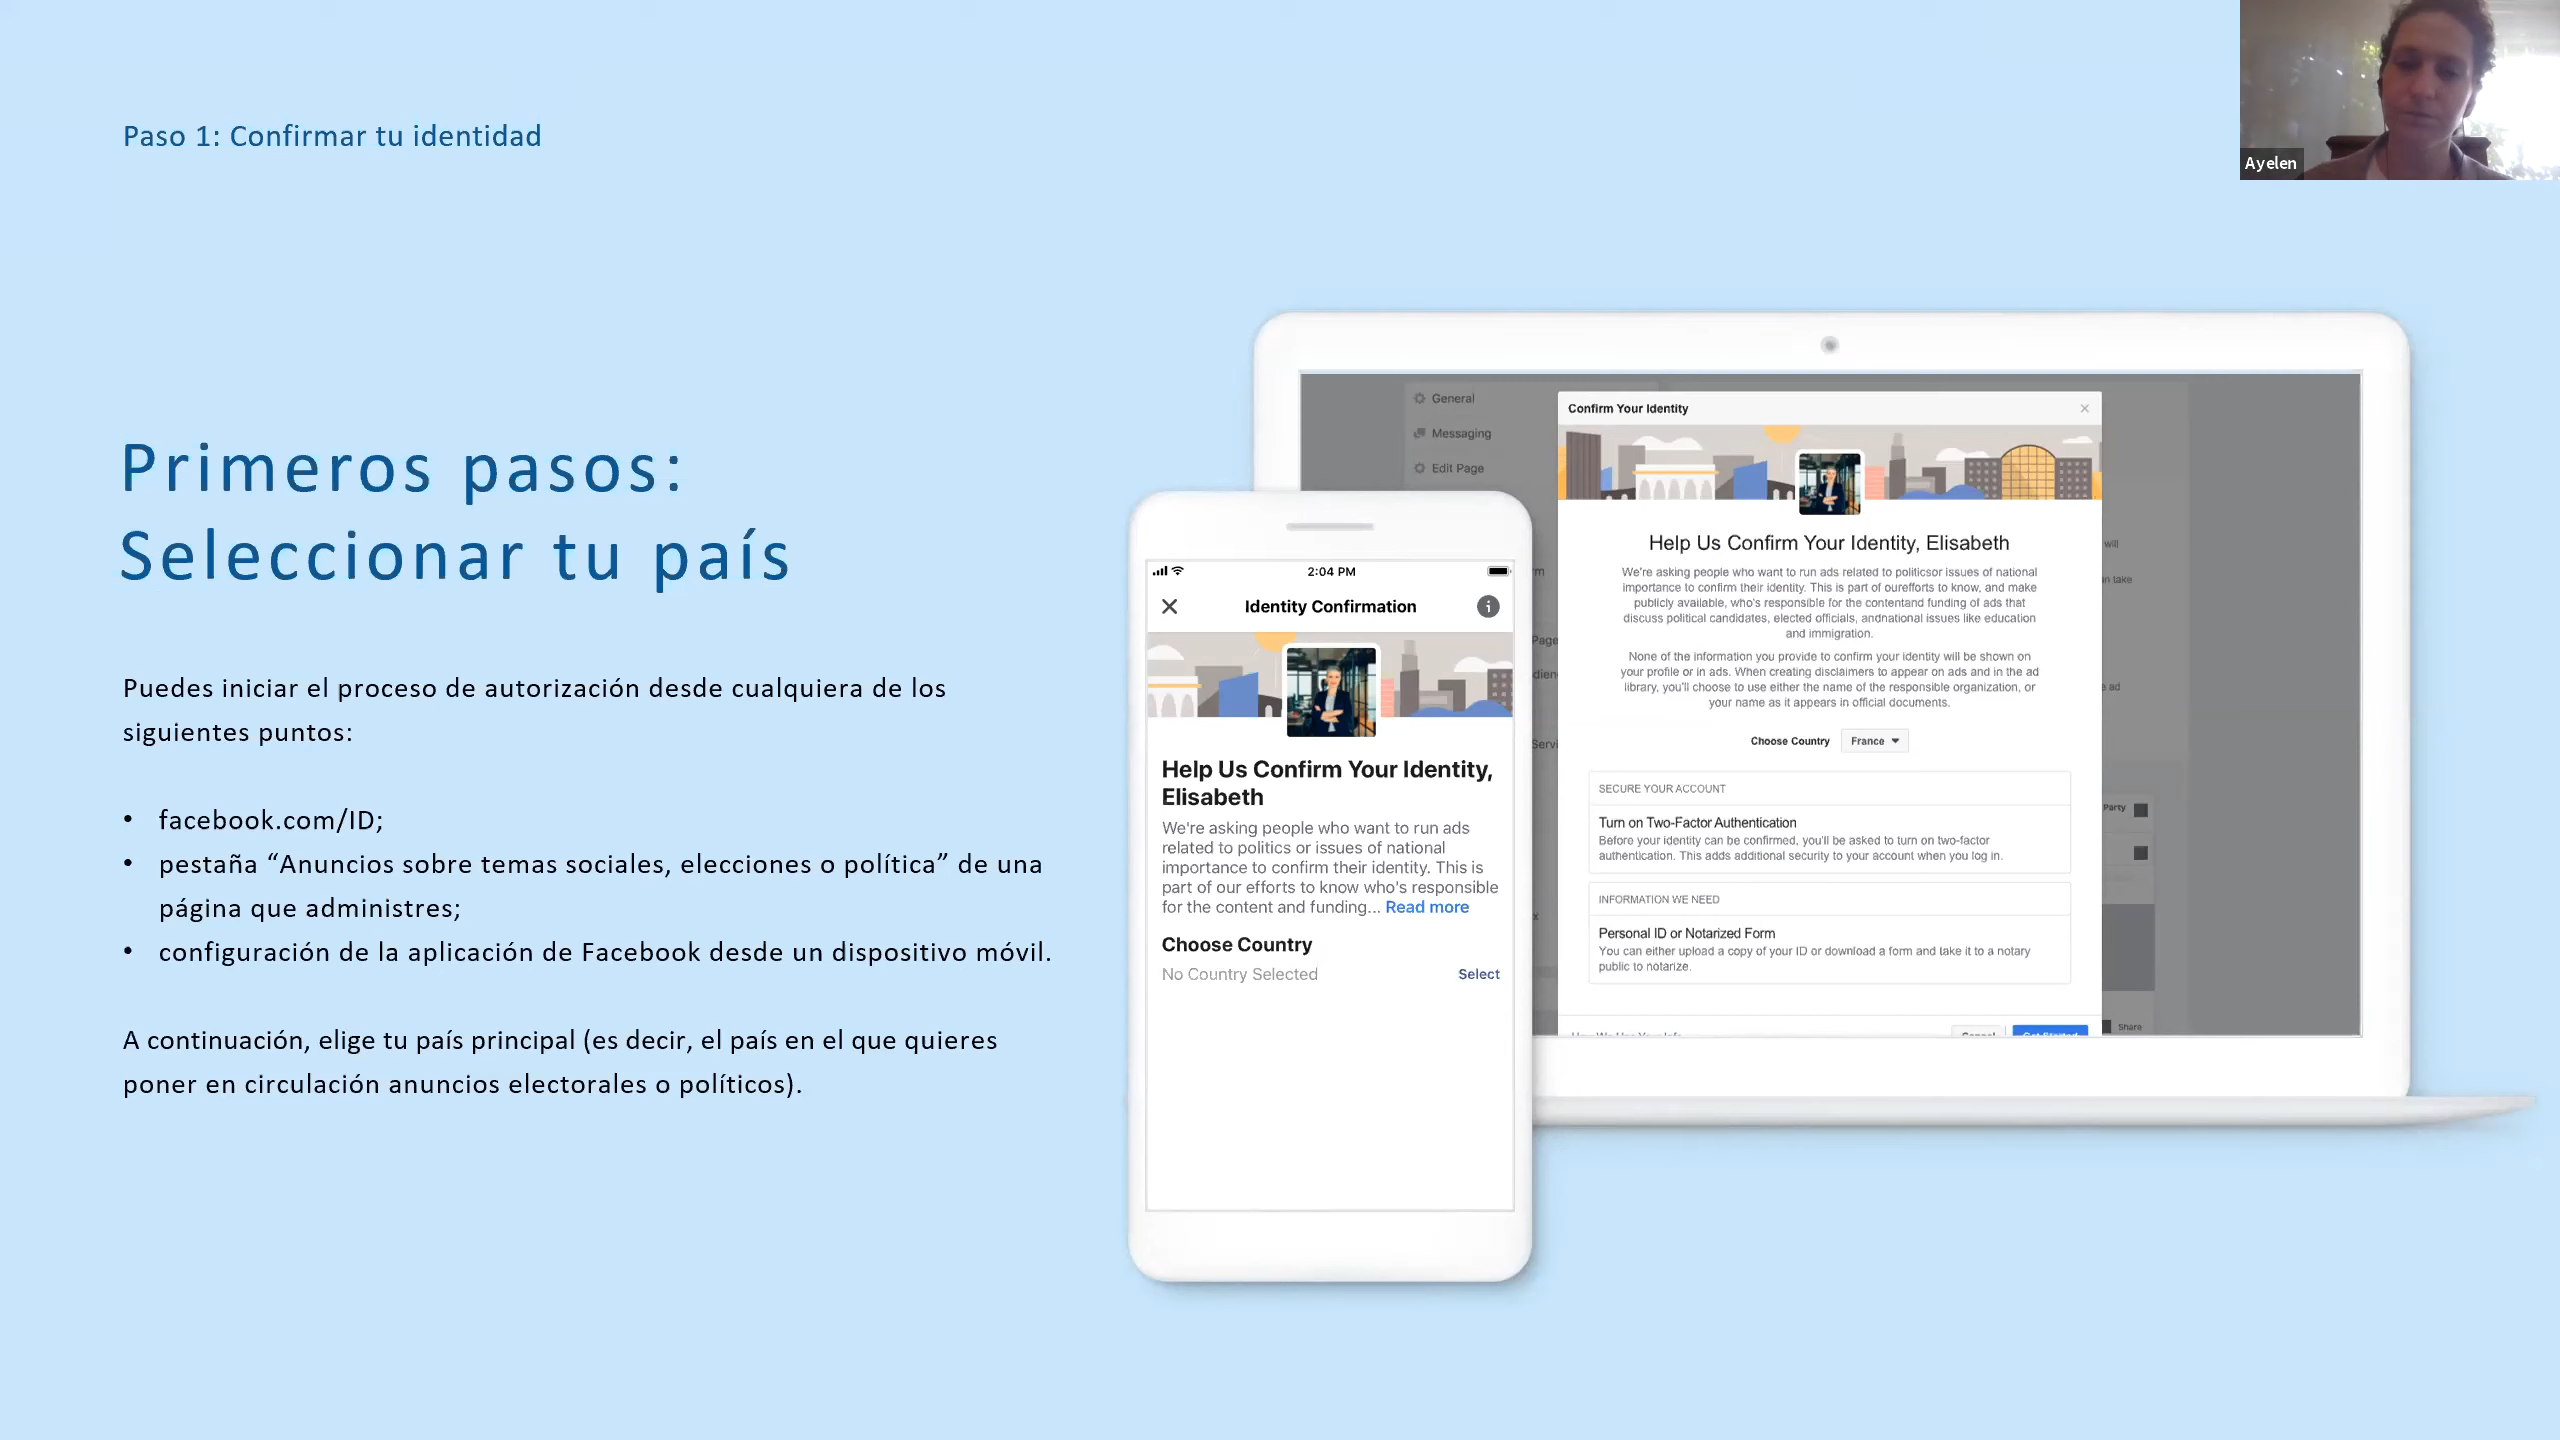 Ayelen
Paso 1: Confirmar tu identidad
Primeros pasos:
Seleccionar tu país
Puedes iniciar el proceso de autorización desde cualquiera de los
siguientes puntos:
• facebook.com/ID;
• pestaña “Anuncios sobre temas sociales, elecciones o política” de una
página que administres;
• configuración de la aplicación de Facebook desde un dispositivo móvil.
A continuación, elige tu país principal (es decir, el país en el que quieres
poner en circulación anuncios electorales o políticos).
2:04 PM
Identity Confirmation
Help Us Confirm Your Identity,
Elisabeth
We're asking people who want to run ads
related to politics or issues of national
importance to confirm their identity. This is
part of our efforts to know who's responsible
for the content and funding... Read more
Choose Country
No Country Selected Select
General
Messaging
Edit Page
Confirm Your Identity
Help Us Confirm Your Identity, Elisabeth
We're asking people who want to run ads related to politicsor issues of national
importance to confirm their identity. This is part of ourefforts to know, and make
publicly available, who's responsible for the contentand funding of ads that
discuss political candidates, elected officials, andnational issues like education
and immigration.
None of the information you provide to confirm your identity will be shown on
your profile or in ads. When creating disclaimers to appear on ads and in the ad
library, you'll choose to use either the name of the responsible organization, or
your name as it appears in official documents.
Choose Country France
SECURE YOUR ACCOUNT
Turn on Two-Factor Authentication
Before your identity can be confirmed, you'll be asked to turn on two-factor
authentication. This adds additional security to your account when you log in.
INFORMATION WE NEED
Personal ID or Notarized Form
You can either upload a copy of your ID or download a form and take it to a notary
public to notarize.
will
take
ad
Party
Share
Page